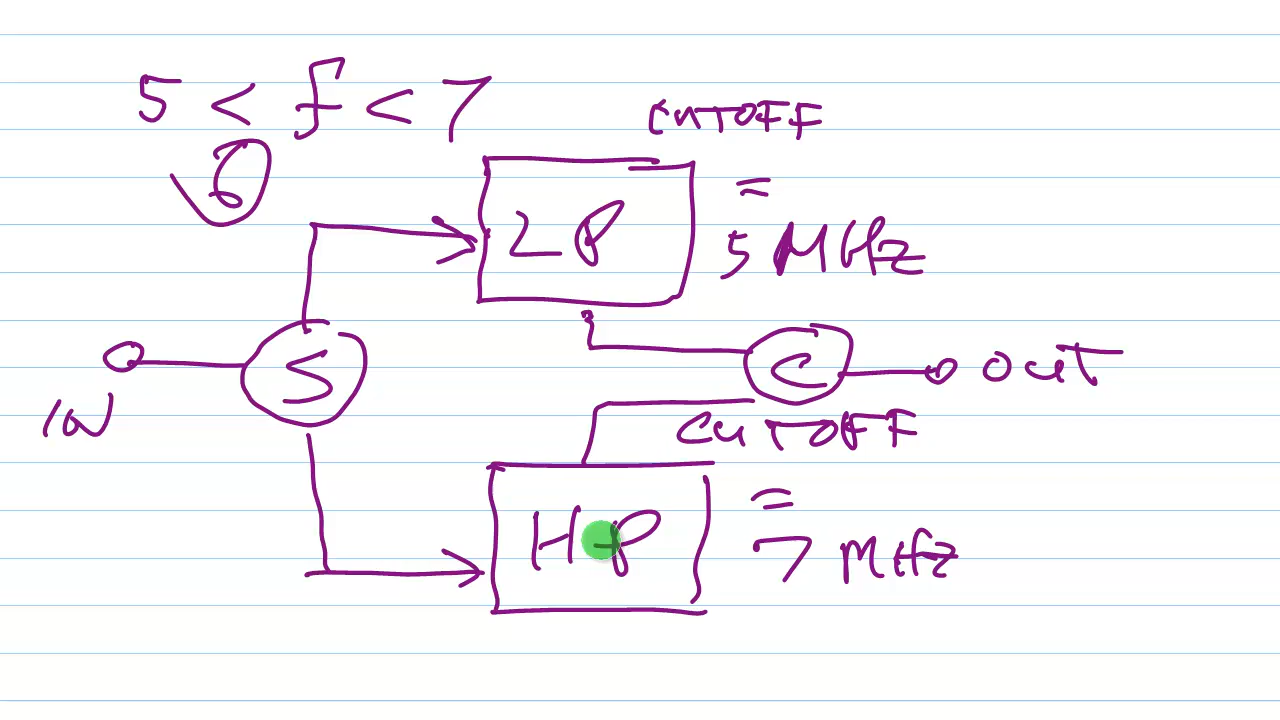 5 < f < 7
CUTOFF
6
=
LP
5 MHz
S
C
OUT
IN
CUTOFF
=
HP
7 MHz